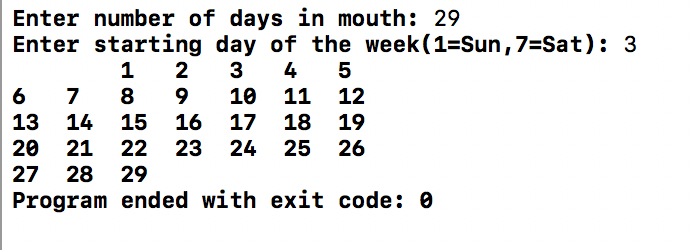 Enter number of days in mouth: 29
Enter starting day of the week(1=Sun,7=Sat): 3
        1   2   3   4   5
6   7   8   9   10  11  12
13  14  15  16  17  18  19
20  21  22  23  24  25  26
27  28  29
Program ended with exit code: 0